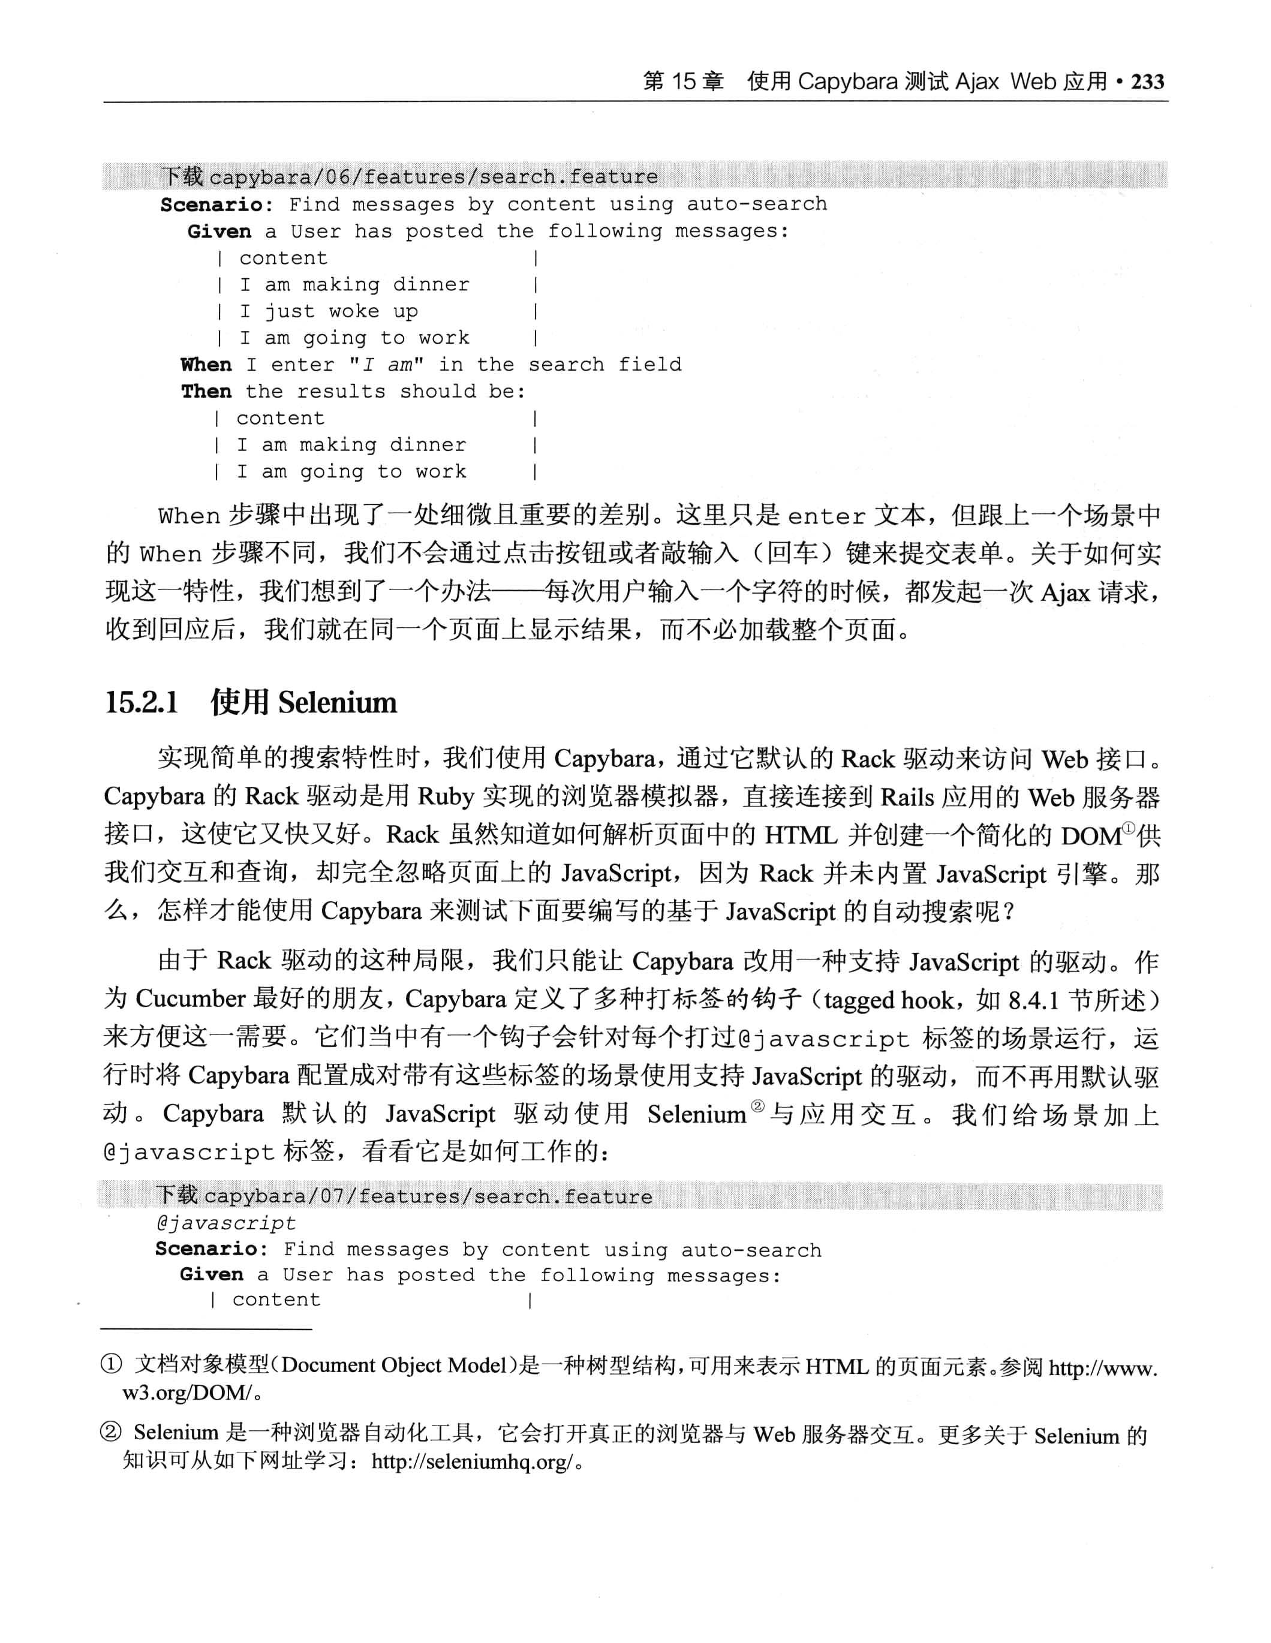 第 15 章　使用 Capybara 测试 Ajax Web 应用 • 233
下载 capybara/06/features/search.feature
Scenario: Find messages by content using auto-search
Given a User has posted the following messages:
| content |
| I am making dinner |
| I just woke up |
| I am going to work |
When I enter "I am" in the search field
Then the results should be:
| content |
| I am making dinner |
| I am going to work |
When 步骤中出现了一处细微且重要的差别。这里只是 enter 文本，但跟上一个场景中
的 When 步骤不同，我们不会通过点击按钮或者敲输入（回车）键来提交表单。关于如何实
现这一特性，我们想到了一个办法——每次用户输入一个字符的时候，都发起一次 Ajax 请求，
收到回应后，我们就在同一个页面上显示结果，而不必加载整个页面。
15.2.1　使用 Selenium
实现简单的搜索特性时，我们使用 Capybara，通过它默认的 Rack 驱动来访问 Web 接口。
Capybara 的 Rack 驱动是用 Ruby 实现的浏览器模拟器，直接连接到 Rails 应用的 Web 服务器
接口，这使它又快又好。Rack 虽然知道如何解析页面中的 HTML 并创建一个简化的 DOM①供
我们交互和查询，却完全忽略页面上的 JavaScript，因为 Rack 并未内置 JavaScript 引擎。那
么，怎样才能使用 Capybara 来测试下面要编写的基于 JavaScript 的自动搜索呢？
由于 Rack 驱动的这种局限，我们只能让 Capybara 改用一种支持 JavaScript 的驱动。作
为 Cucumber 最好的朋友，Capybara 定义了多种打标签的钩子（tagged hook，如 8.4.1 节所述）
来方便这一需要。它们当中有一个钩子会针对每个打过@javascript 标签的场景运行，运
行时将 Capybara 配置成对带有这些标签的场景使用支持 JavaScript 的驱动，而不再用默认驱
动。Capybara 默认的 JavaScript 驱动使用 Selenium②与应用交互。我们给场景加上
@javascript 标签，看看它是如何工作的：
下载 capybara/07/features/search.feature
@javascript
Scenario: Find messages by content using auto-search
Given a User has posted the following messages:
| content |
① 文档对象模型（Document Object Model）是一种树型结构，可用来表示 HTML 的页面元素。参阅 http://www.
w3.org/DOM/。
② Selenium 是一种浏览器自动化工具，它会打开真正的浏览器与 Web 服务器交互。更多关于 Selenium 的
知识可从如下网址学习：http://seleniumhq.org/。